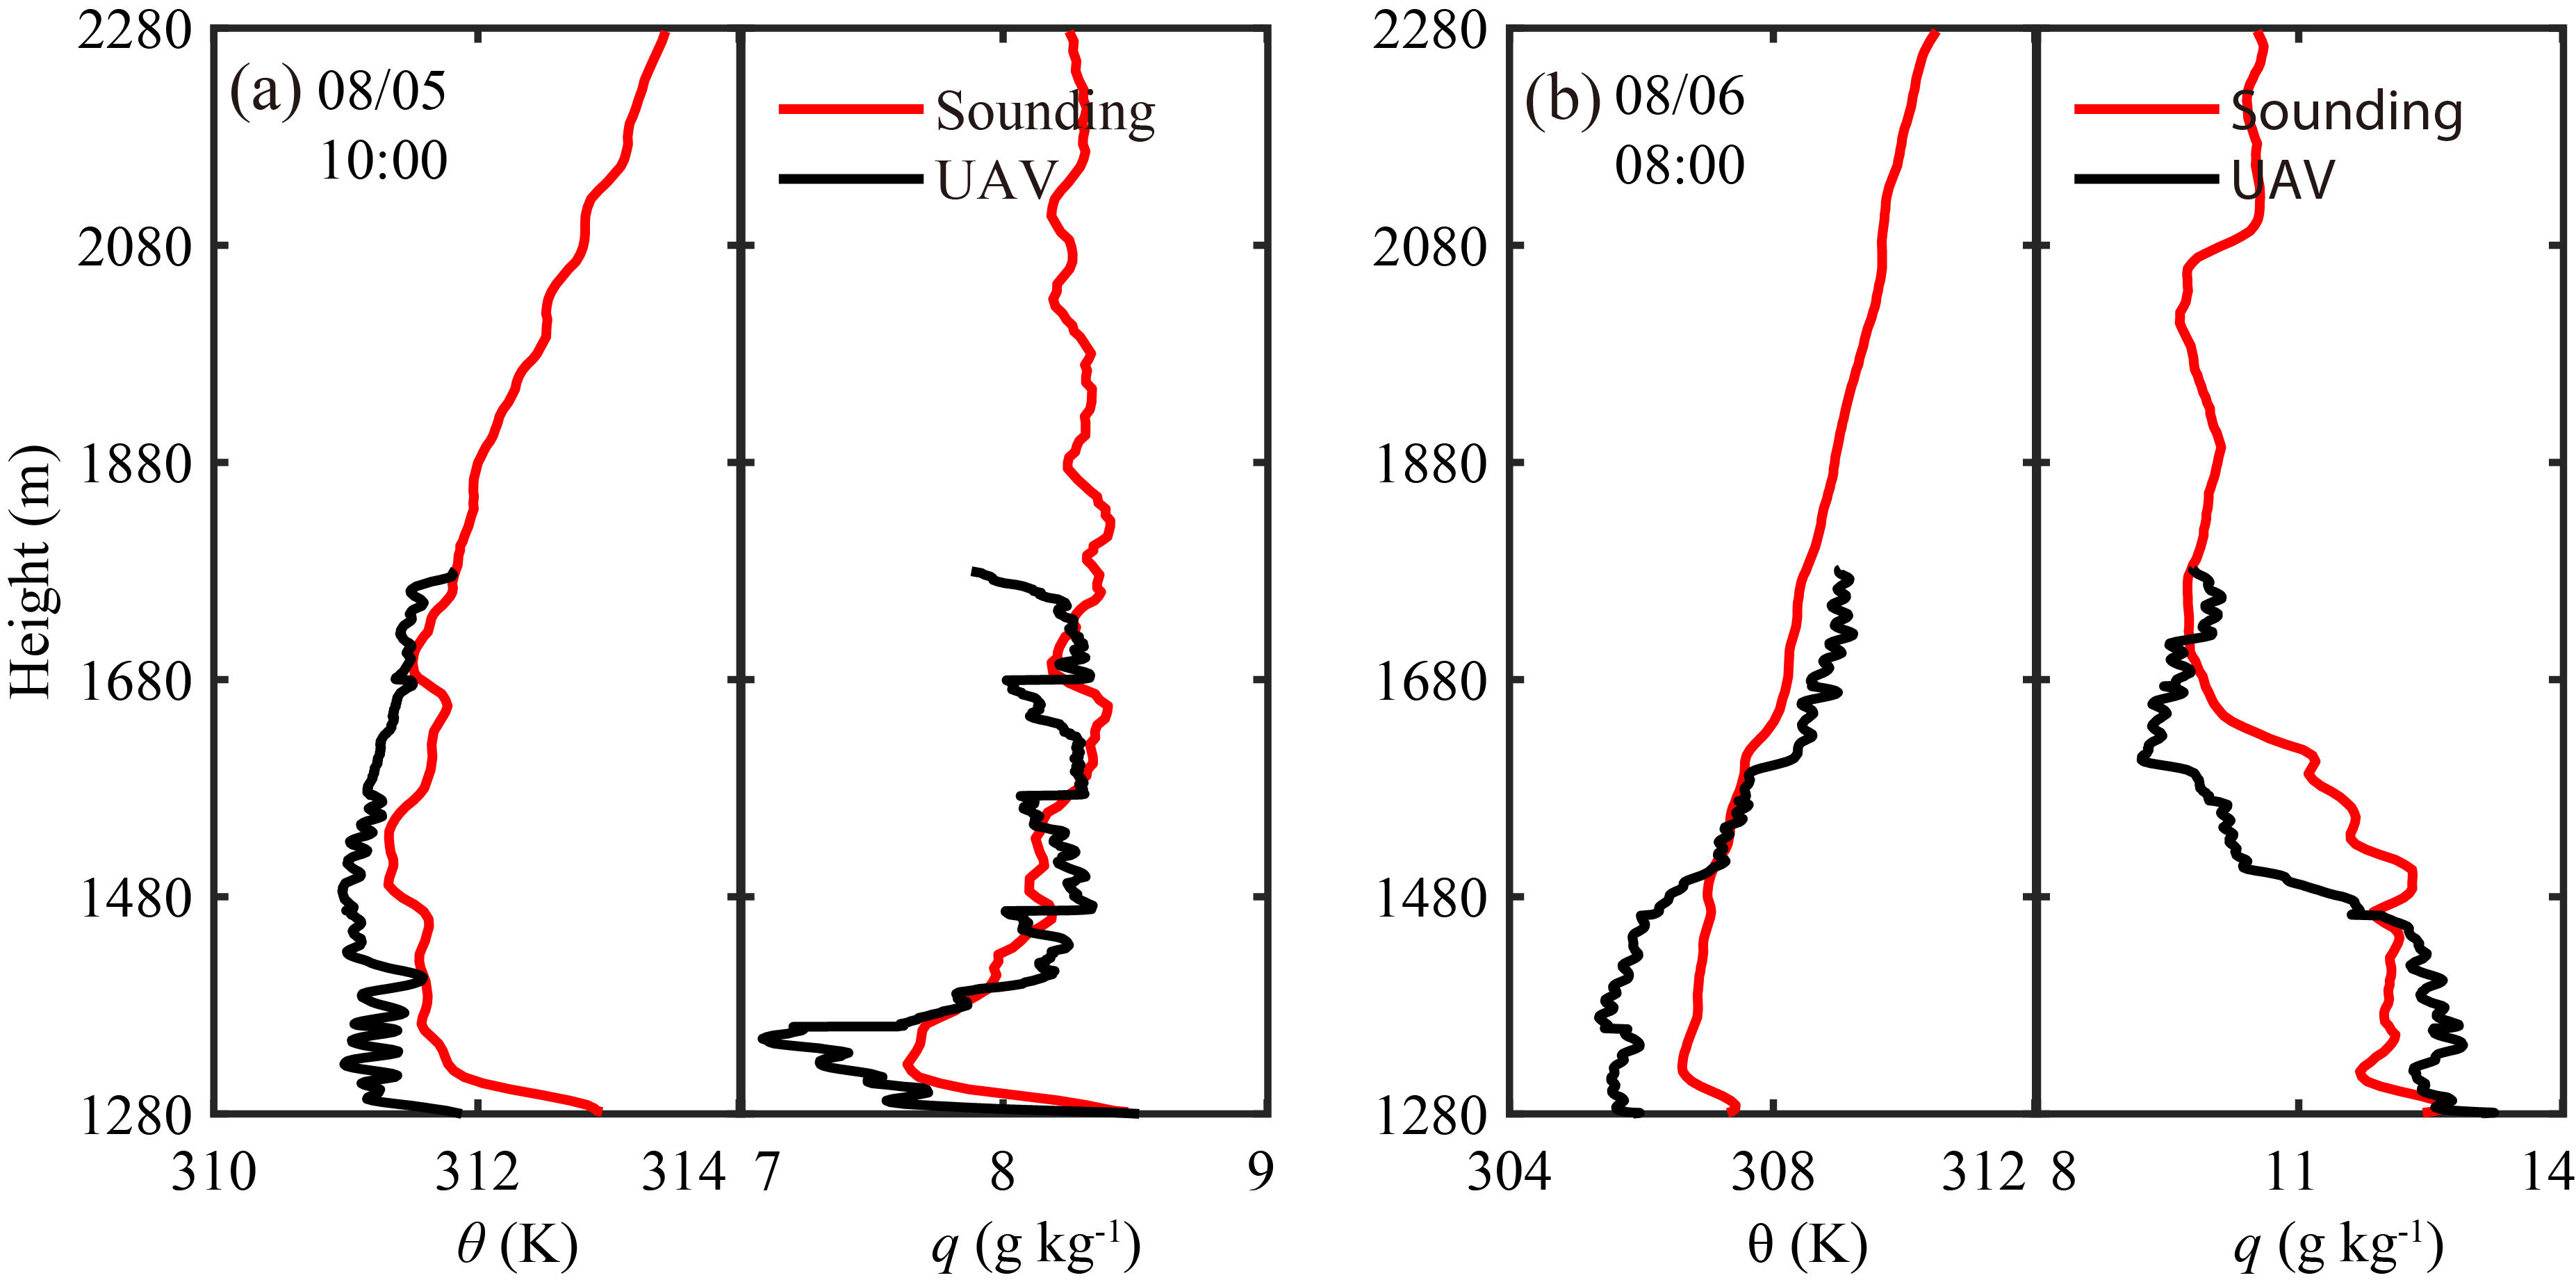 (a) 08/05
10:00
Sounding
UAV
Height (m)
2280
2080
1880
1680
1480
1280
310 312 314 7 8 9
θ (K) q (g kg-1)
(b) 08/06
08:00
Sounding
UAV
2280
2080
1880
1680
1480
1280
304 308 312 8 11 14
θ (K) q (g kg-1)